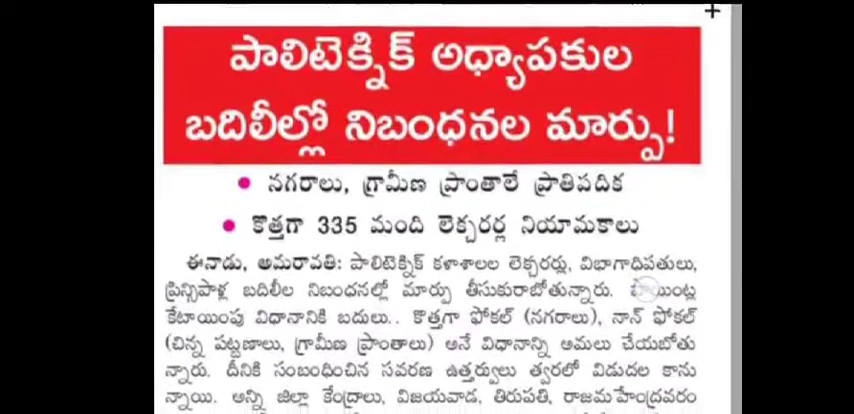 పాలిటెక్నిక్ అధ్యాపకుల
బదిలీల్లో నిబంధనల మార్పు!
• నగరాలు, గ్రామీణ ప్రాంతాలే ప్రాతిపదిక
• కొత్తగా 335 మంది లెక్చరర్ల నియామకాలు
ఈనాడు, అమరావతి: పాలిటెక్నిక్ కళాశాలల లెక్చరర్లు, విభాగాధిపతులు,
ప్రిన్సిపాళ్ల బదిలీల నిబంధనల్లో మార్పు తీసుకురాబోతున్నారు. పాయింట్ల
కేటాయింపు విధానానికి బదులు.. కొత్తగా ఫోకల్ (నగరాలు), నాన్ ఫోకల్
(చిన్న పట్టణాలు, గ్రామీణ ప్రాంతాలు) అనే విధానాన్ని అమలు చేయబోతు
న్నారు. దీనికి సంబంధించిన సవరణ ఉత్తర్వులు త్వరలో విడుదల కాను
న్నాయి. అన్ని జిల్లా కేంద్రాలు, విజయవాడ, తిరుపతి, రాజమహేంద్రవరం